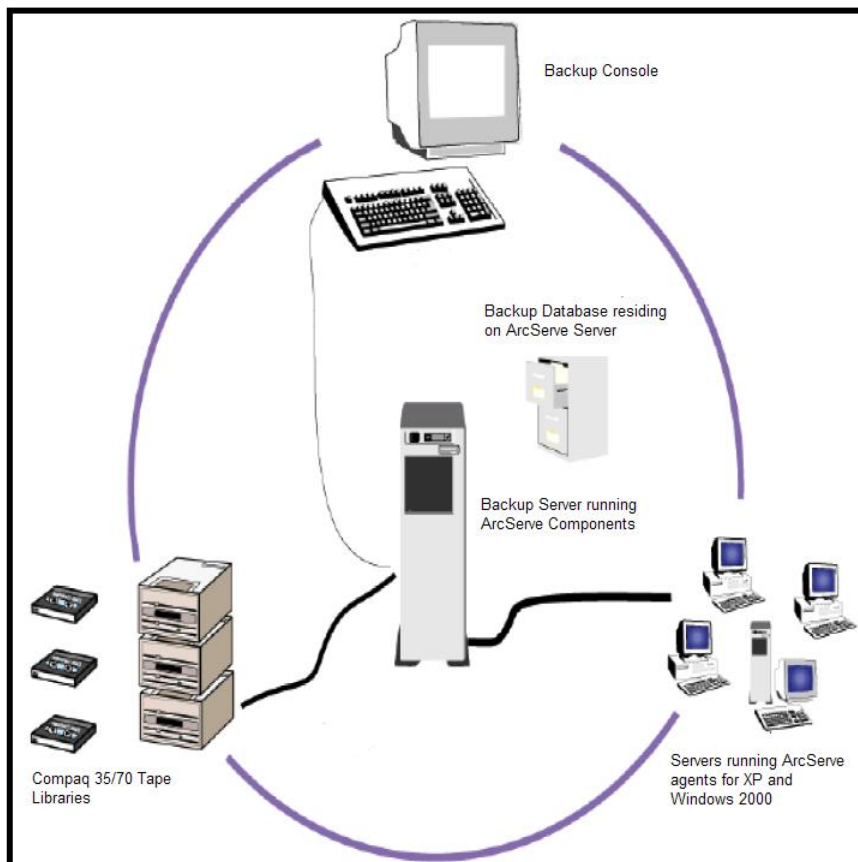 Backup Console
Backup Database residing
on ArcServe Server
Backup Server running
ArcServe Components
Compaq 35/70 Tape
Libraries
Servers running ArcServe
agents for XP and
Windows 2000